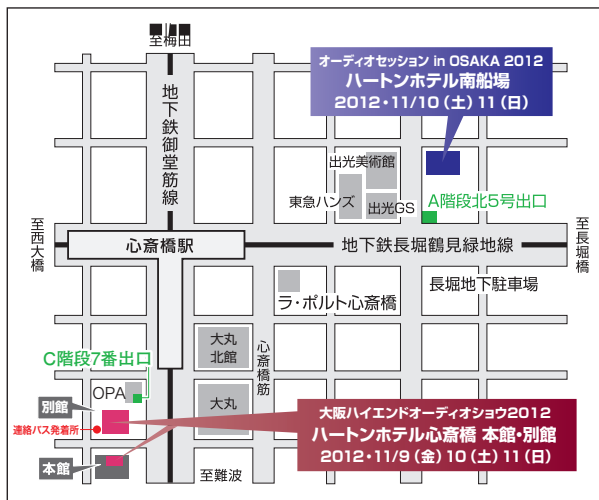 至梅田
オーディオセッション in OSAKA 2012
ハートンホテル南船場
2012・11/10（土）11（日）
地下鉄御堂筋線
出光美術館
東急ハンズ
出光GS
A階段北5号出口
至西大橋
心斎橋駅
地下鉄長堀鶴見緑地線
至長堀橋
長堀地下駐車場
ラ・ポルト心斎橋
大丸
北館
心斎橋筋
C階段7番出口
OPA
大丸
別館
連絡バス発着所
大阪ハイエンドオーディオショウ2012
ハートンホテル心斎橋 本館・別館
2012・11/9（金）10（土）11（日）
本館
至難波